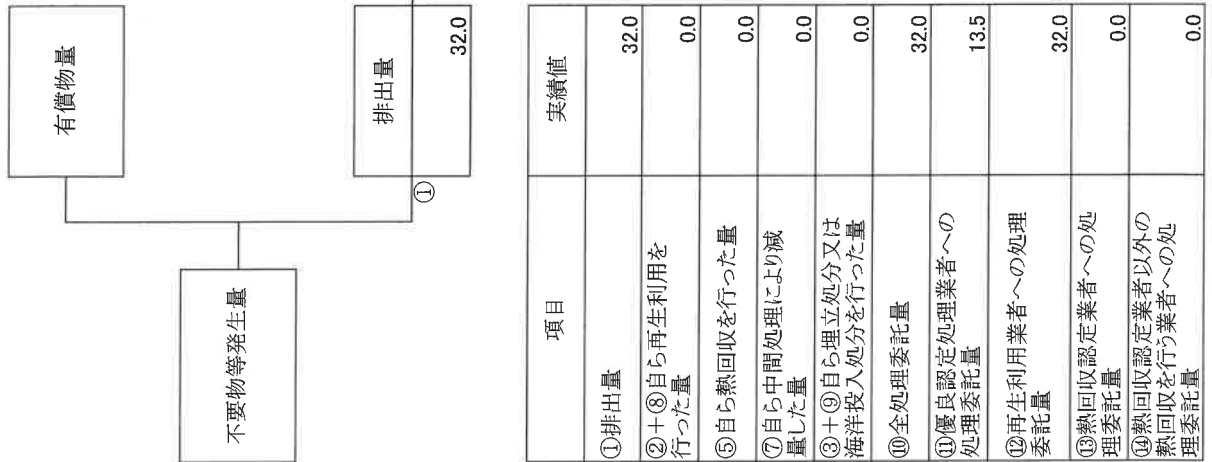 有償物量
不要物等発生量
排出量
①
32.0
項目 実績値
①排出量 32.0
②+⑧自ら再生利用を
行った量 0.0
⑤自ら熱回収を行った量 0.0
⑦自ら中間処理により減
量した量 0.0
③+⑨自ら埋立処分又は
海洋投入処分を行った量 0.0
⑩全処理委託量 32.0
⑪優良認定処理業者への
処理委託量 13.5
⑫再生利用業者への処理
委託量 32.0
⑬熱回収認定業者への処
理委託量 0.0
⑭熱回収認定業者以外の
熱回収を行う業者への処
理委託量 0.0